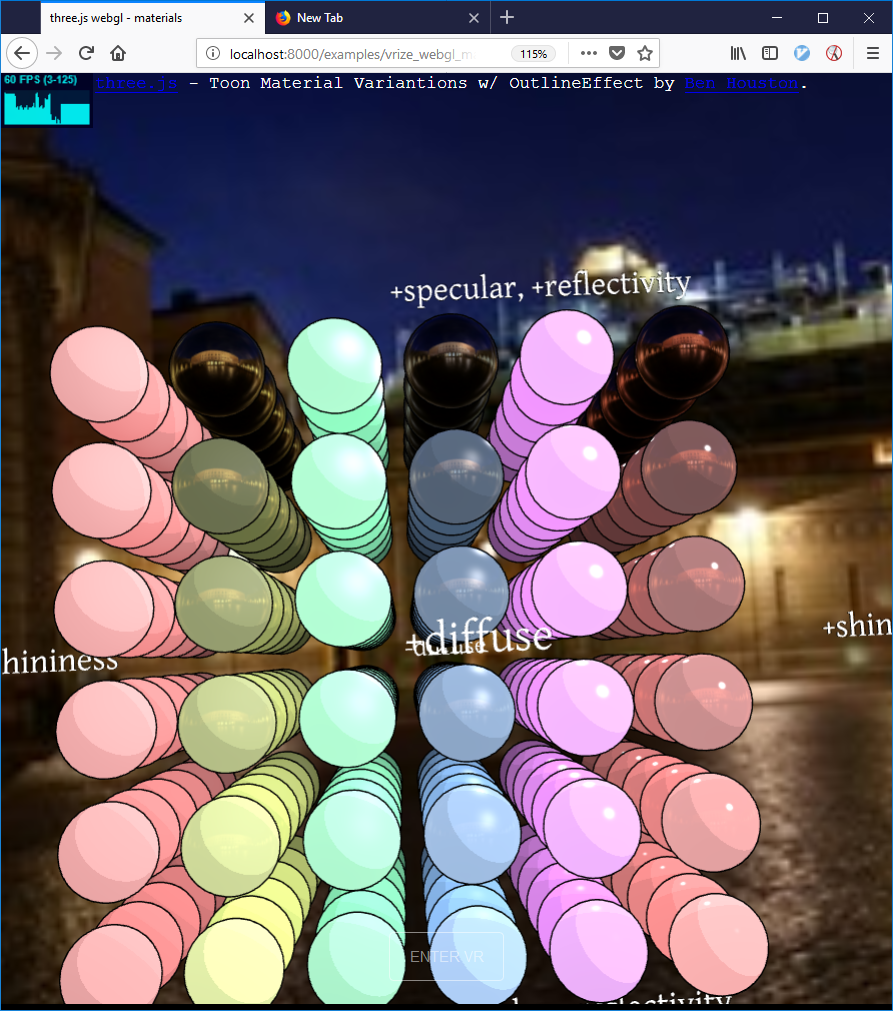 three.js webgl - materials
New Tab
localhost:8000/examples/vrize_webgl_m
115%
60 FPS (3-125)
three.js - Toon Material Variantions w/ OutlineEffect by Ben Houston.
+specular, +reflectivity
+diffuse
hininess
+shin
ENTER VR